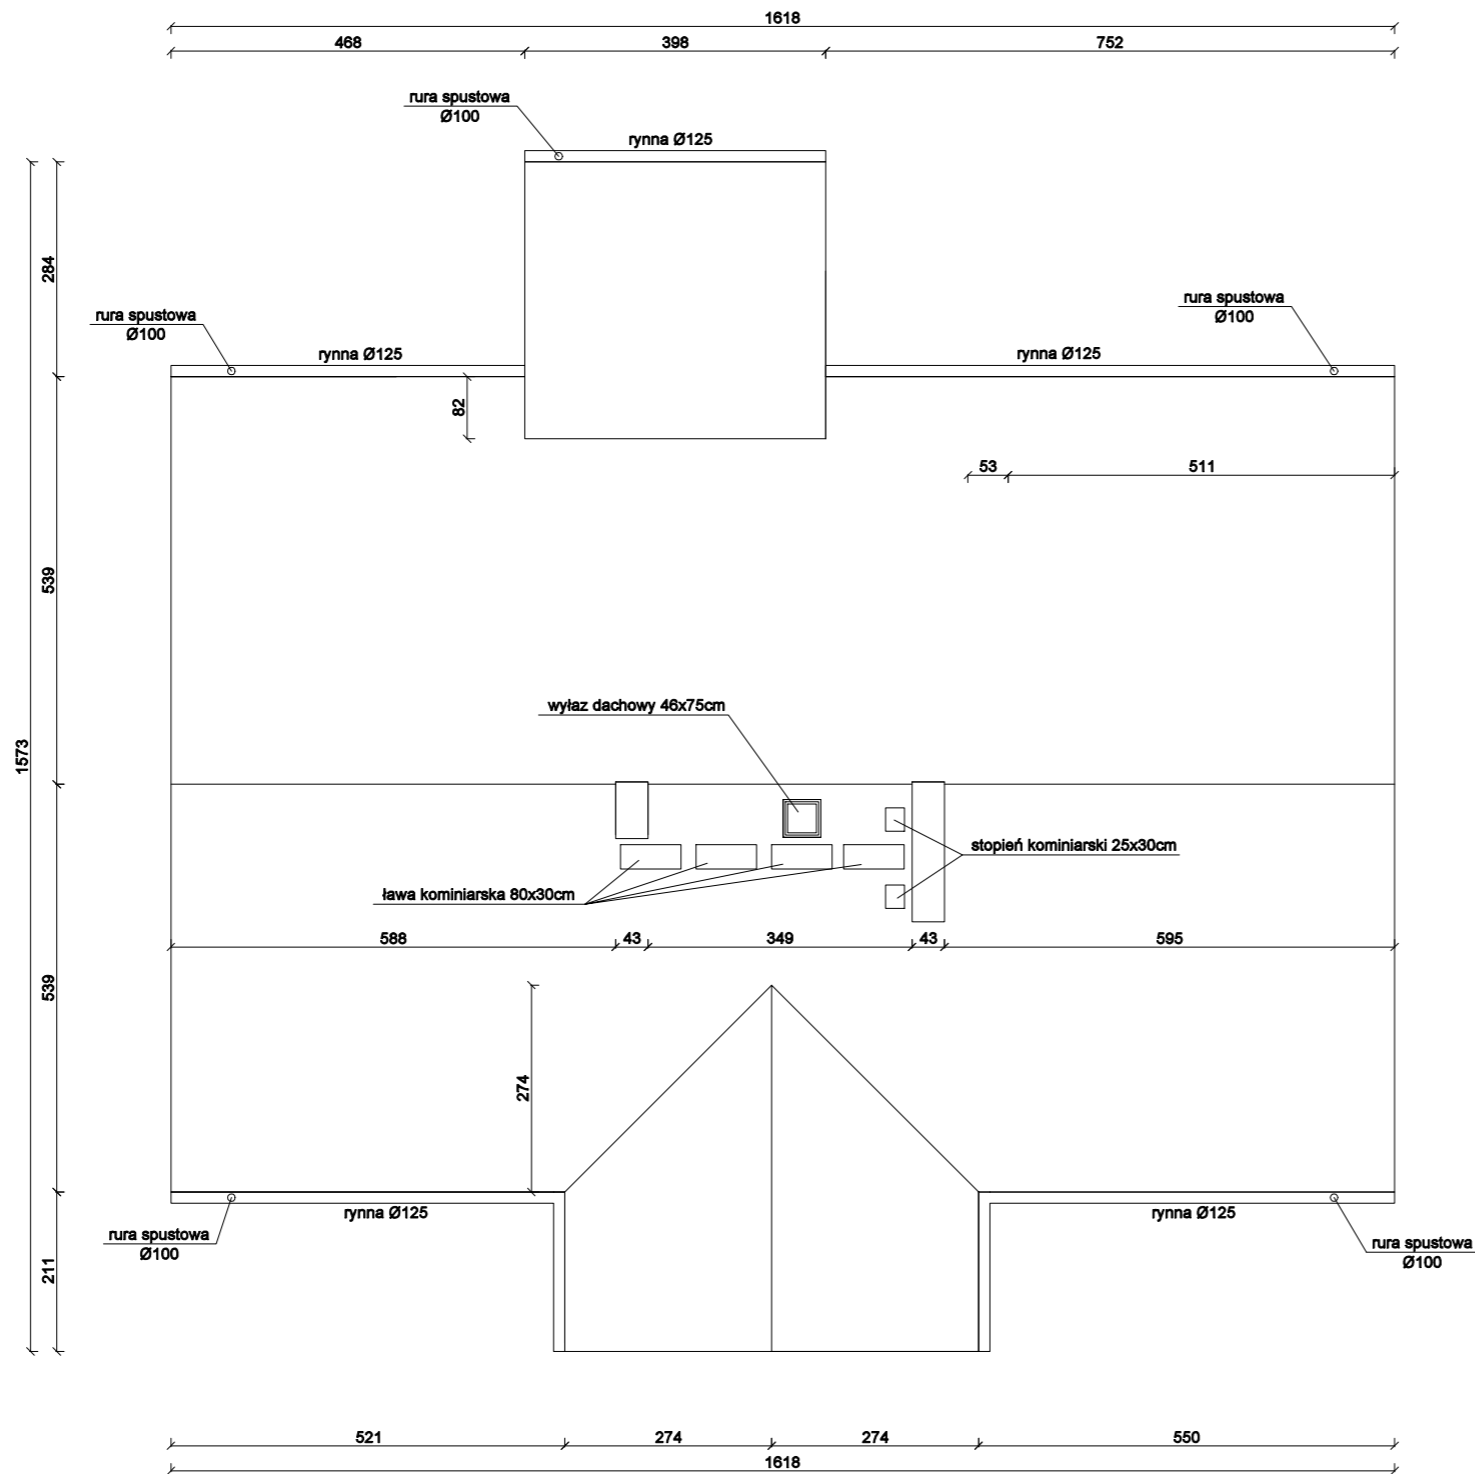 1618
468
398
752
rura spustowa
Ø100
rynna Ø125
284
rura spustowa
Ø100
rynna Ø125
rura spustowa
Ø100
rynna Ø125
82
53
511
539
wyłaz dachowy 46x75cm
1573
stopień kominiarski 25x30cm
ława kominiarska 80x30cm
588
43
349
43
595
539
274
rynna Ø125
rynna Ø125
rura spustowa
Ø100
rura spustowa
Ø100
211
521
274
274
550
1618